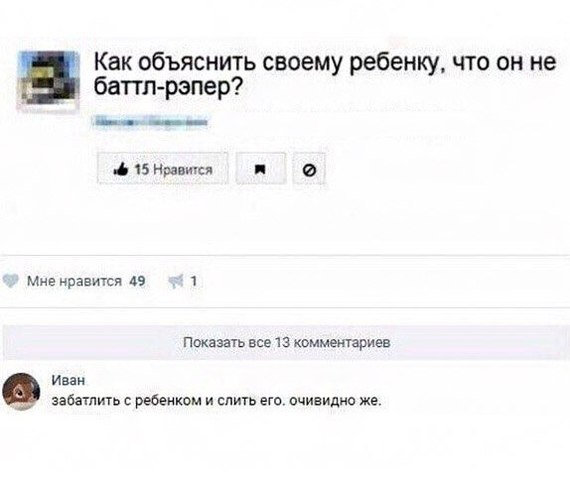 Как объяснить своему ребенку, что он не
баттл-рэпер?
15 Нравится
Мне нравится 49 1
Показать все 13 комментариев
Иван
забатлить с ребенком и слить его. очивидно же.